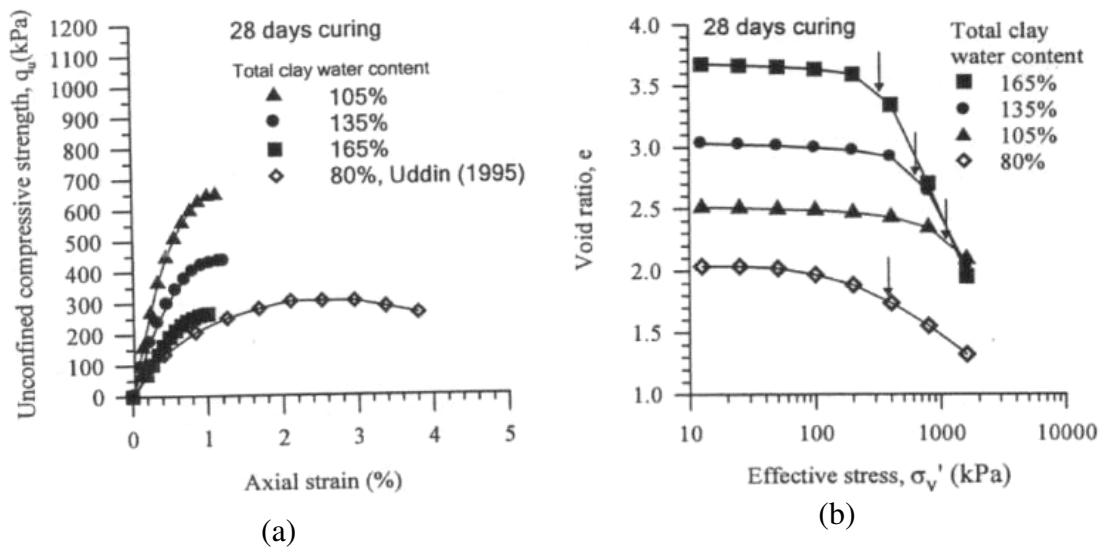 28 days curing
Total clay water content
105%
135%
165%
80%, Uddin (1995)
Unconfined compressive strength, qu(kPa)
1200
1100
1000
900
800
700
600
500
400
300
200
100
0
0 1 2 3 4 5
Axial strain (%)
(a)
28 days curing
Total clay
water content
165%
135%
105%
80%
Void ratio, e
4.0
3.5
3.0
2.5
2.0
1.5
1.0
10 100 1000 10000
Effective stress, σv' (kPa)
(b)